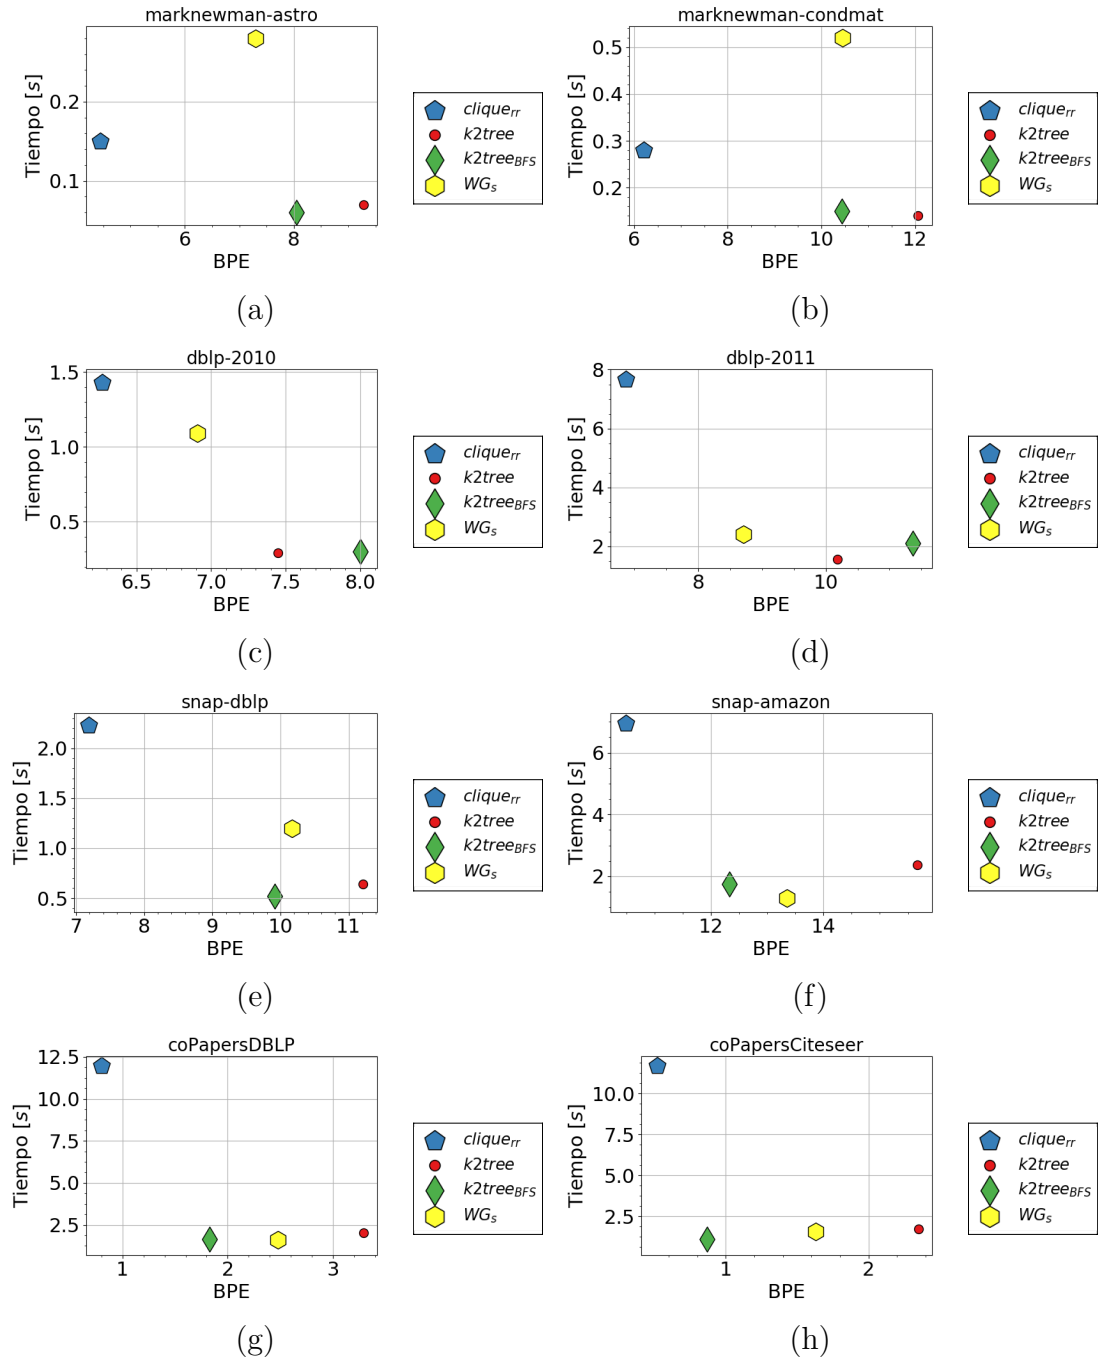 marknewman-astro
Tiempo [s]
0.2
0.1
6 8
BPE
clique_rr
k2tree
k2tree_BFS
WG_s
(a)
marknewman-condmat
Tiempo [s]
0.5
0.4
0.3
0.2
6 8 10 12
BPE
clique_rr
k2tree
k2tree_BFS
WG_s
(b)
dblp-2010
Tiempo [s]
1.5
1.0
0.5
6.5 7.0 7.5 8.0
BPE
clique_rr
k2tree
k2tree_BFS
WG_s
(c)
dblp-2011
Tiempo [s]
8
6
4
2
8 10
BPE
clique_rr
k2tree
k2tree_BFS
WG_s
(d)
snap-dblp
Tiempo [s]
2.0
1.5
1.0
0.5
7 8 9 10 11
BPE
clique_rr
k2tree
k2tree_BFS
WG_s
(e)
snap-amazon
Tiempo [s]
6
4
2
12 14
BPE
clique_rr
k2tree
k2tree_BFS
WG_s
(f)
coPapersDBLP
Tiempo [s]
12.5
10.0
7.5
5.0
2.5
1 2 3
BPE
clique_rr
k2tree
k2tree_BFS
WG_s
(g)
coPapersCiteseer
Tiempo [s]
10.0
7.5
5.0
2.5
1 2
BPE
clique_rr
k2tree
k2tree_BFS
WG_s
(h)